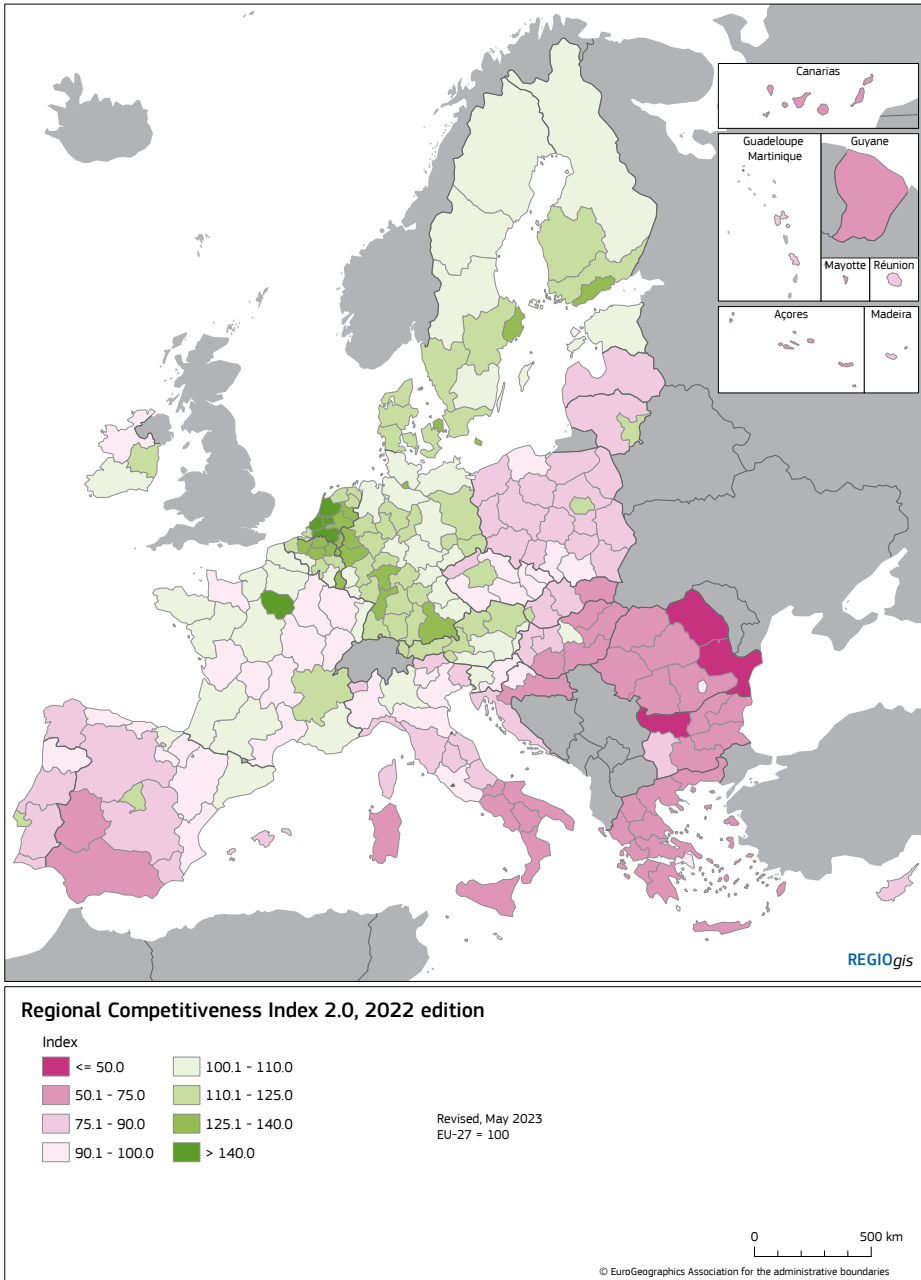 Canarias
Guadeloupe
Martinique
Guyane
Mayotte
Réunion
Açores
Madeira
REGIOgis
Regional Competitiveness Index 2.0, 2022 edition
Index
<= 50.0
50.1 - 75.0
75.1 - 90.0
90.1 - 100.0
100.1 - 110.0
110.1 - 125.0
125.1 - 140.0
> 140.0
Revised, May 2023
EU-27 = 100
0 500 km
© EuroGeographics Association for the administrative boundaries